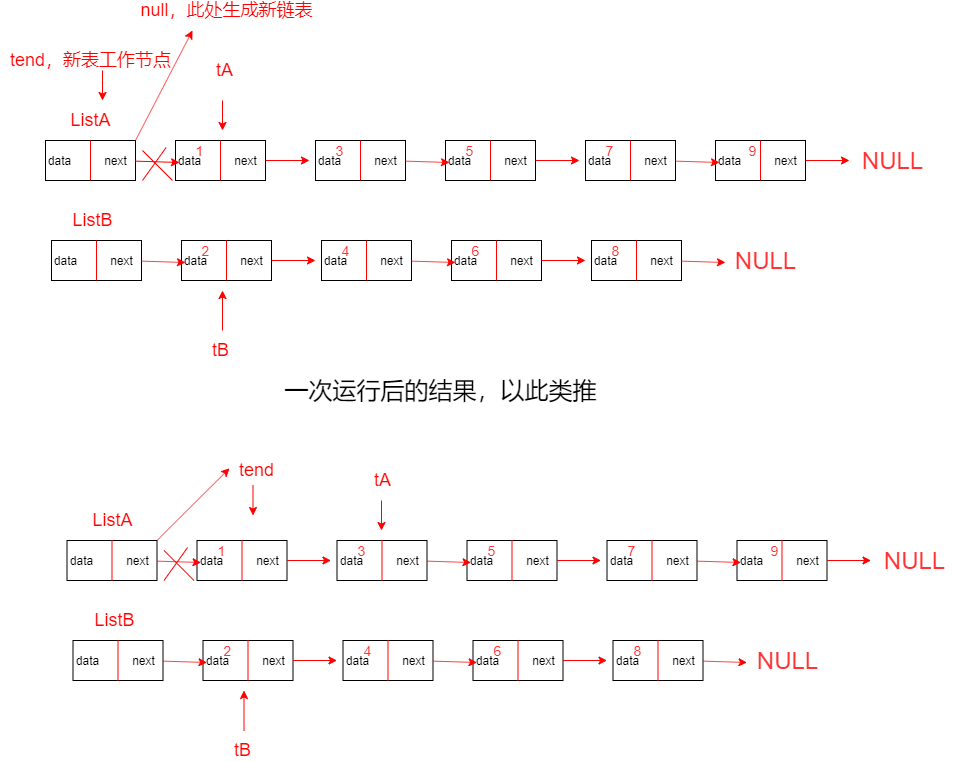 null，此处生成新链表
tend，新表工作节点
tA
ListA
data next 1 data next 3 data next 5 data next 7 data next 9 data next NULL
ListB
data next 2 data next 4 data next 6 data next 8 data next NULL
tB
一次运行后的结果，以此类推
tend
tA
ListA
data next 1 data next 3 data next 5 data next 7 data next 9 data next NULL
ListB
data next 2 data next 4 data next 6 data next 8 data next NULL
tB